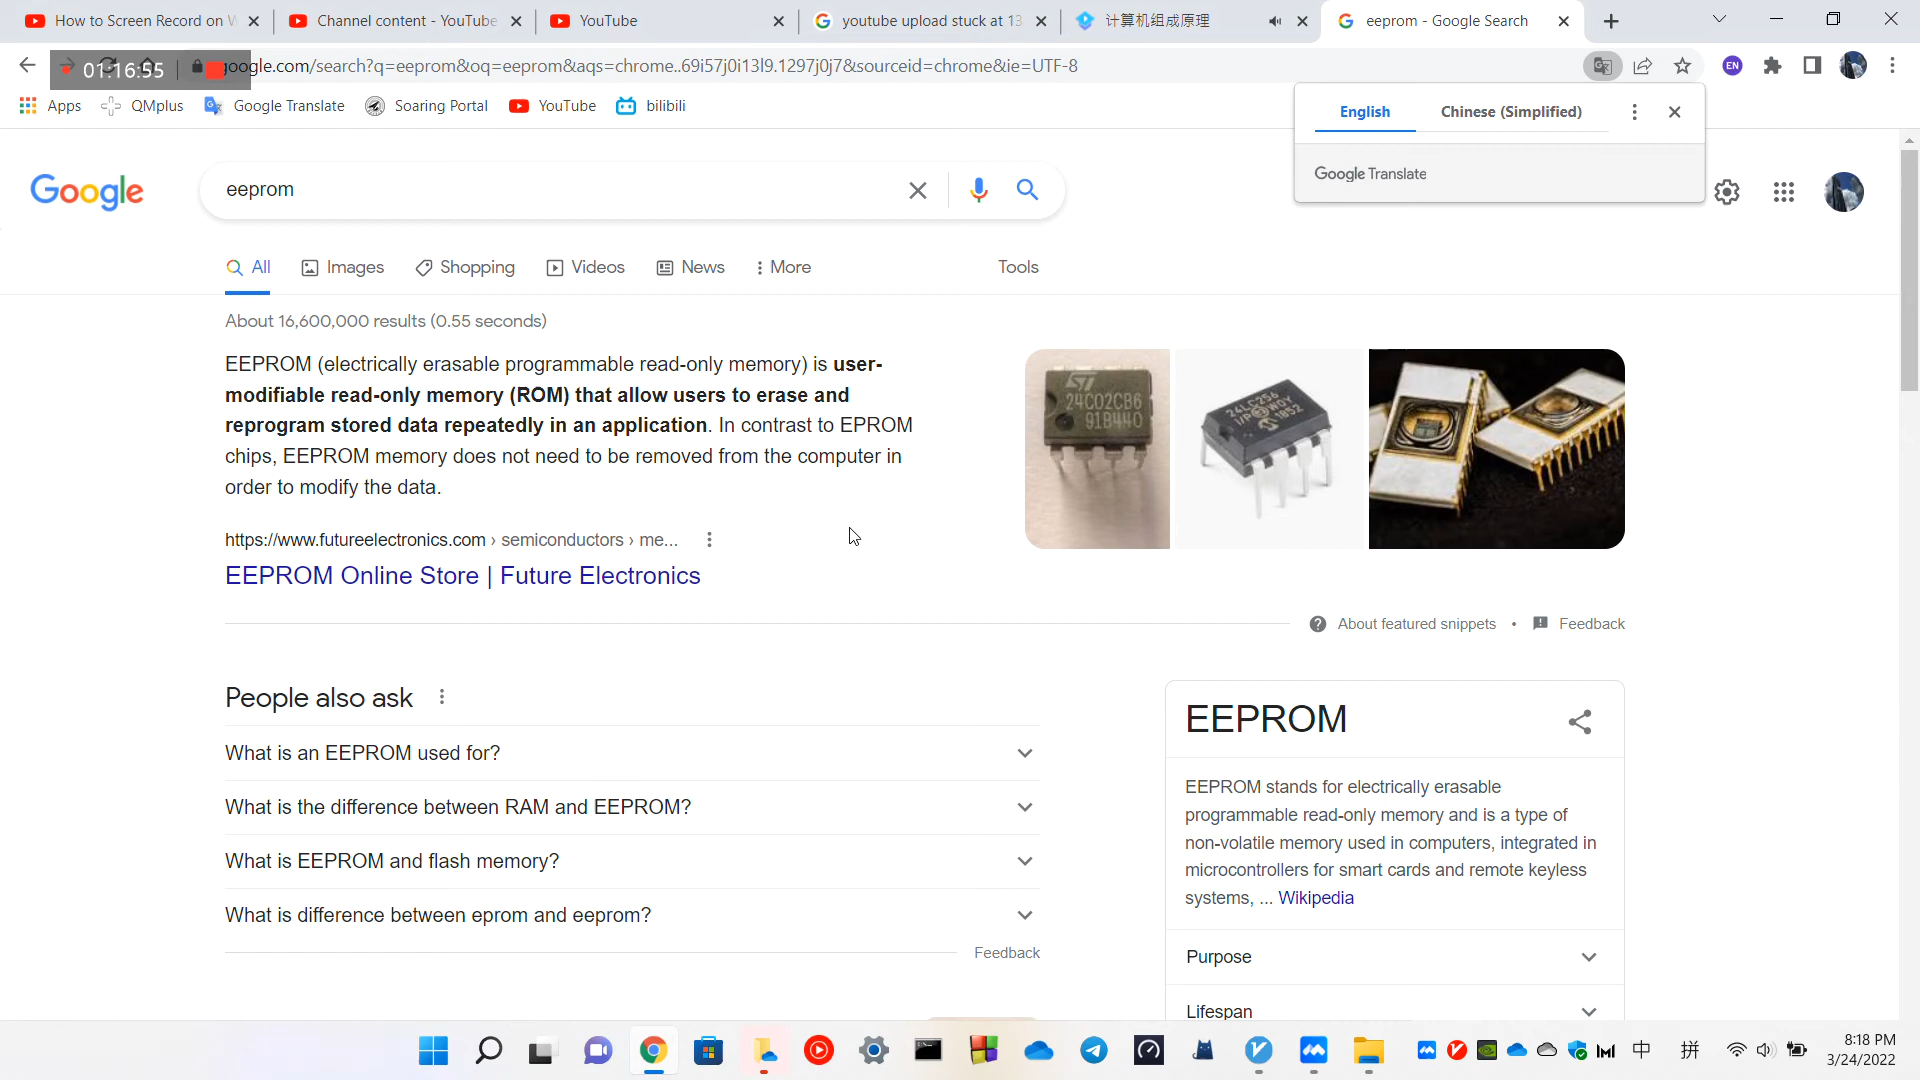 How to Screen Record on W
Channel content - YouTube
YouTube
youtube upload stuck at 13
计算机组成原理
eeprom - Google Search
01:16:55
google.com/search?q=eeprom&oq=eeprom&aqs=chrome..69i57j0i13l9.1297j0j7&sourceid=chrome&ie=UTF-8
EN
Apps
QMplus
Google Translate
Soaring Portal
YouTube
bilibili
English
Chinese (Simplified)
Google Translate
Google
eeprom
All
Images
Shopping
Videos
News
More
Tools
About 16,600,000 results (0.55 seconds)
EEPROM (electrically erasable programmable read-only memory) is user-
modifiable read-only memory (ROM) that allow users to erase and
reprogram stored data repeatedly in an application. In contrast to EPROM
chips, EEPROM memory does not need to be removed from the computer in
order to modify the data.
24C02CB6
91B440
24LC256
I/P
1852
https://www.futureelectronics.com › semiconductors › me...
EEPROM Online Store | Future Electronics
About featured snippets • Feedback
People also ask
What is an EEPROM used for?
What is the difference between RAM and EEPROM?
What is EEPROM and flash memory?
What is difference between eprom and eeprom?
Feedback
EEPROM
EEPROM stands for electrically erasable
programmable read-only memory and is a type of
non-volatile memory used in computers, integrated in
microcontrollers for smart cards and remote keyless
systems, ... Wikipedia
Purpose
Lifespan
中
拼
8:18 PM
3/24/2022